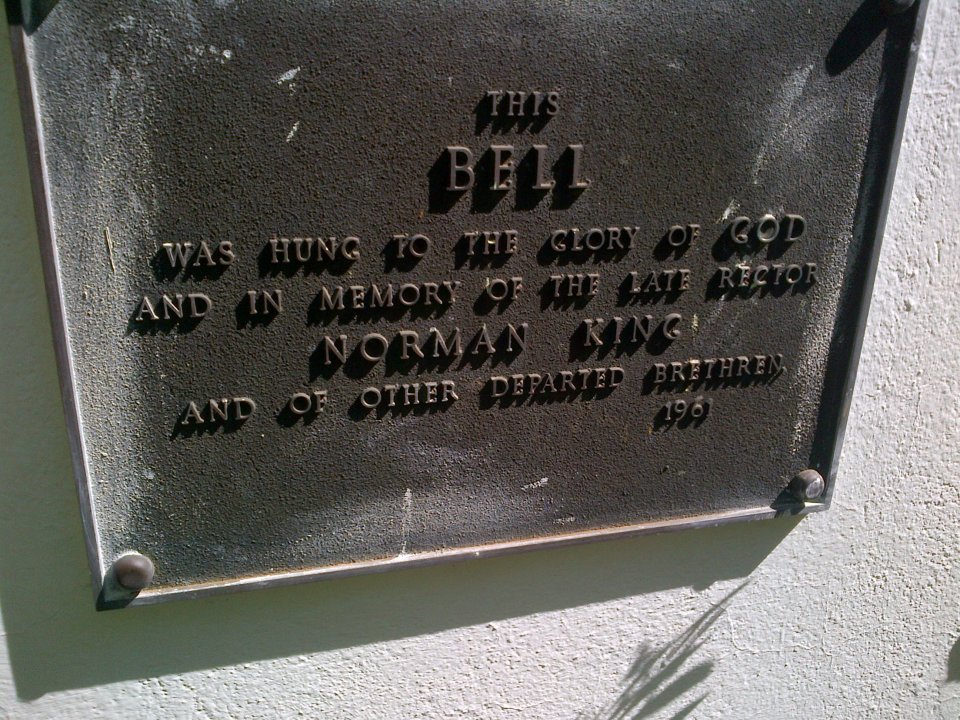 THIS
BELL
WAS HUNG TO THE GLORY OF GOD
AND IN MEMORY OF THE LATE RECTOR
NORMAN KING
AND OF OTHER DEPARTED BRETHREN,
1961